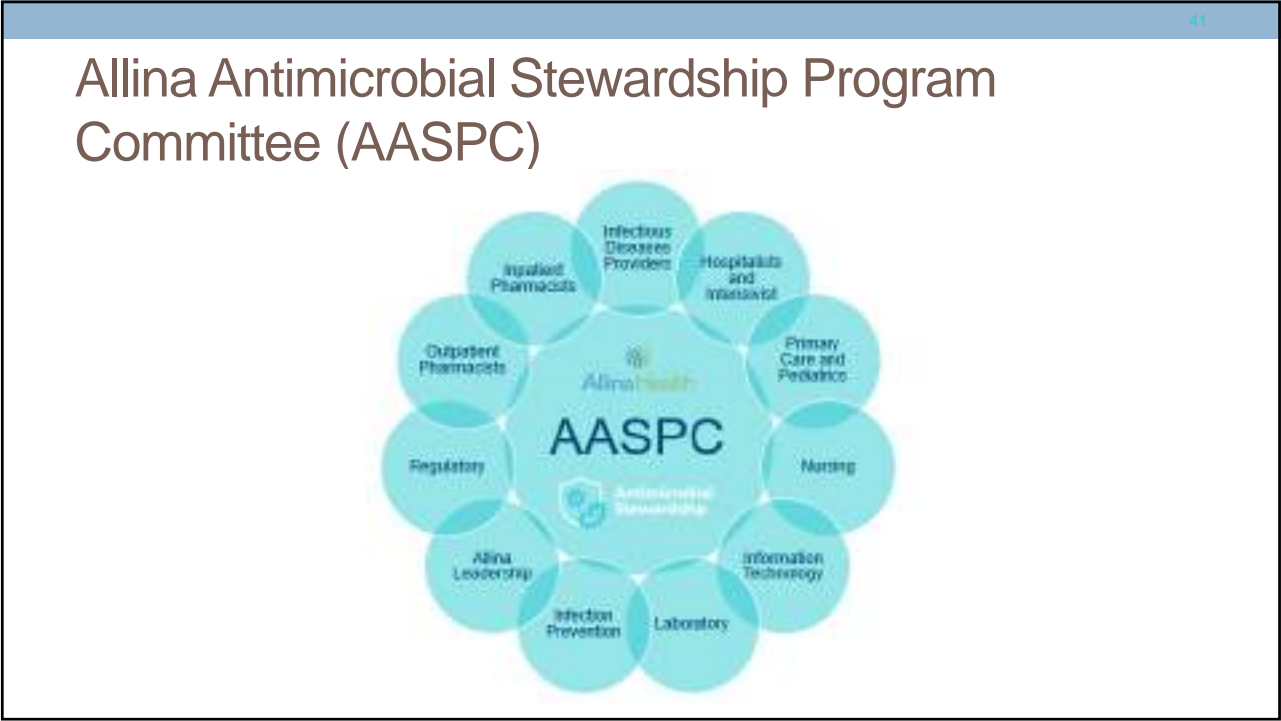 41
Allina Antimicrobial Stewardship Program
Committee (AASPC)
Infectious
Diseases
Providers
Hospitalists
and
Intensivist
Primary
Care and
Pediatrics
Nursing
Information
Technology
Laboratory
Infection
Prevention
Allina
Leadership
Regulatory
Outpatient
Pharmacists
Inpatient
Pharmacists
AllinaHealth
AASPC
Antimicrobial
Stewardship